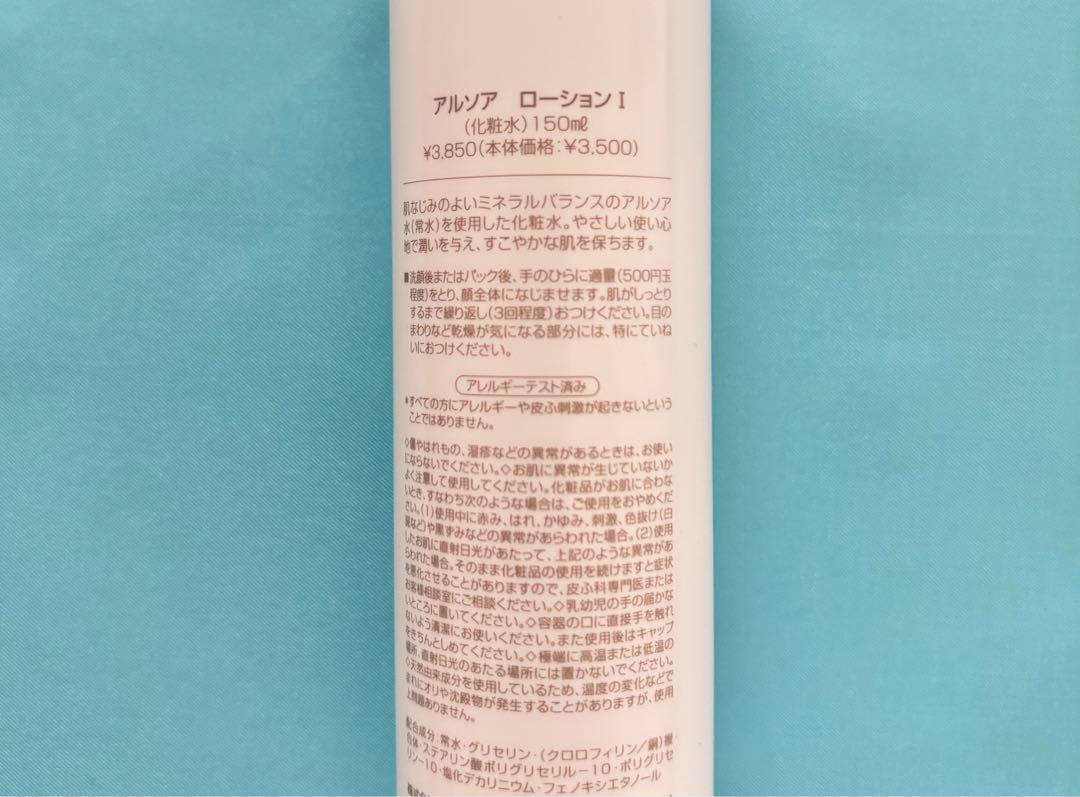 アルソア　ローションⅠ
(化粧水)150㎖
¥3,850(本体価格:¥3,500)
肌なじみのよいミネラルバランスのアルソア
水(常水)を使用した化粧水。やさしい使い心
地で潤いを与え、すこやかな肌を保ちます。
■洗顔後またはパック後、手のひらに適量(500円玉
程度)をとり、顔全体になじませます。肌がしっとり
するまで繰り返し(3回程度)おつけください。目の
まわりなど乾燥が気になる部分には、特にていね
いにおつけください。
アレルギーテスト済み
*すべての方にアレルギーや皮ふ刺激が起きないという
ことではありません。
◇傷やはれもの、湿疹などの異常があるときは、お使い
にならないでください。◇お肌に異常が生じていないか
よく注意して使用してください。化粧品がお肌に合わな
いとき、すなわち次のような場合は、ご使用をおやめくだ
さい。(1)使用中に赤み、はれ、かゆみ、刺激、色抜け(白
斑など)や黒ずみなどの異常があらわれた場合。(2)使用
したお肌に直射日光があたって、上記のような異常があ
らわれた場合。そのまま化粧品の使用を続けますと症状
を悪化させることがありますので、皮ふ科専門医または
お客様相談室にご相談ください。◇乳幼児の手の届かな
いところに置いてください。◇容器の口に直接手を触れ
ないよう清潔にお使いください。また使用後はキャップ
をきちんとしめてください。◇極端に高温または低温の
場所、直射日光のあたる場所には置かないでください。
◇天然由来成分を使用しているため、温度の変化などで
まれにオリや沈殿物が発生することがありますが、使用
上問題ありません。
配合成分:常水・グリセリン・(クロロフィリン/銅)複
合体・ステアリン酸ポリグリセリル-10・ポリグリセ
リン-10・塩化デカリニウム・フェノキシエタノール